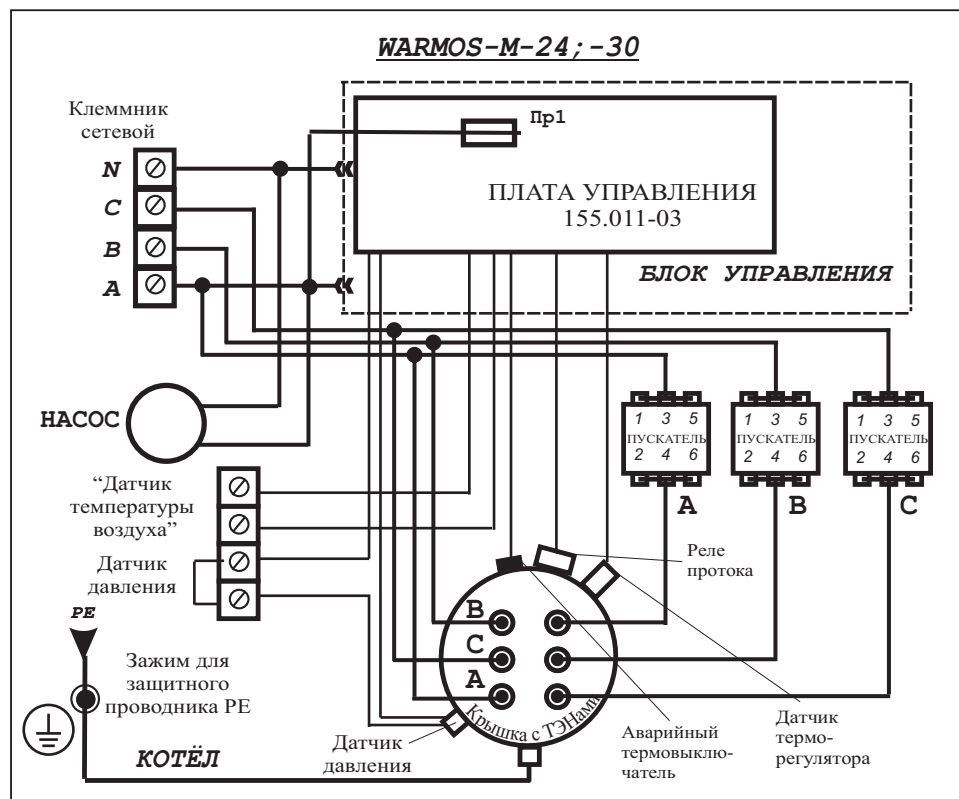 WARMOS-M-24;-30
Клеммник
сетевой
N
C
B
A
Пр1
ПЛАТА УПРАВЛЕНИЯ
155.011-03
БЛОК УПРАВЛЕНИЯ
НАСОС
1 3 5
ПУСКАТЕЛЬ
2 4 6
A
1 3 5
ПУСКАТЕЛЬ
2 4 6
B
1 3 5
ПУСКАТЕЛЬ
2 4 6
C
“Датчик
температуры
воздуха”
Датчик
давления
PE
Зажим для
защитного
проводника PE
КОТЁЛ
B
C
A
Крышка с ТЭНами
Реле
протока
Датчик
давления
Аварийный
термовыклю-
чатель
Датчик
термо-
регулятора